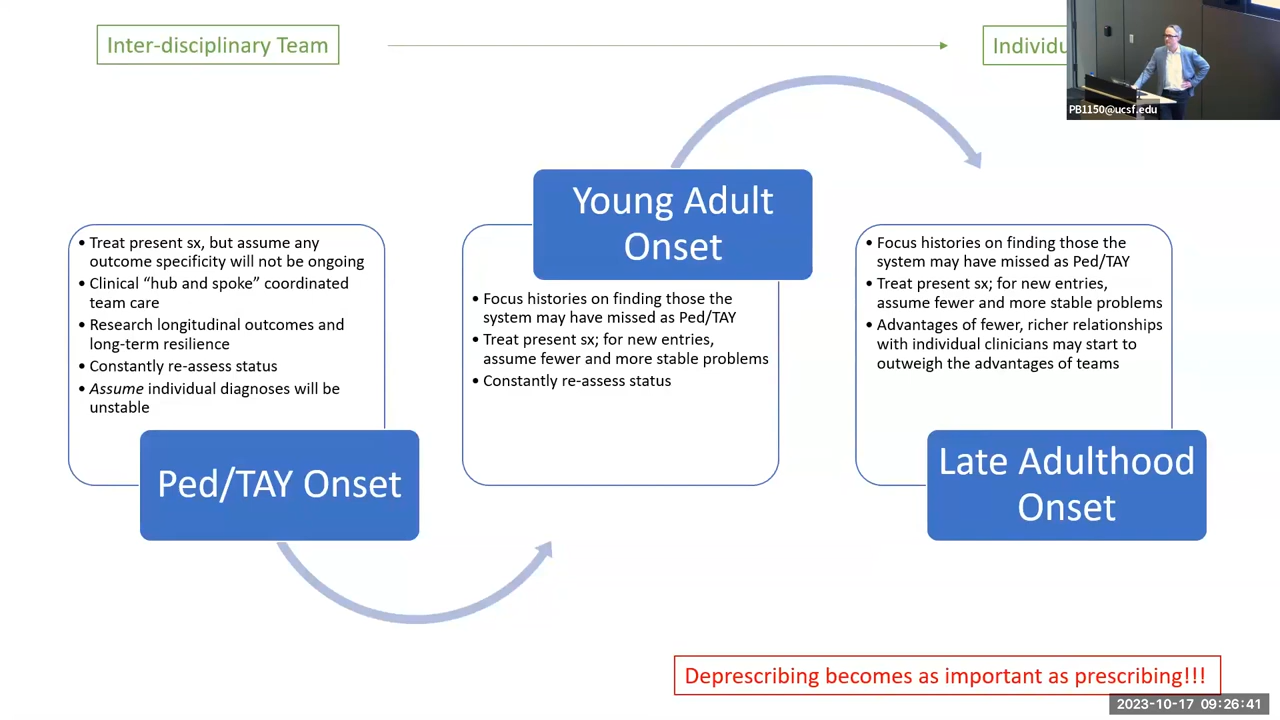 Inter-disciplinary Team
PB1150@ucsf.edu
Young Adult
Onset
• Treat present sx, but assume any
outcome specificity will not be ongoing
• Clinical “hub and spoke” coordinated
team care
• Research longitudinal outcomes and
long-term resilience
• Constantly re-assess status
• Assume individual diagnoses will be
unstable
Ped/TAY Onset
• Focus histories on finding those the
system may have missed as Ped/TAY
• Treat present sx; for new entries,
assume fewer and more stable problems
• Constantly re-assess status
• Focus histories on finding those the
system may have missed as Ped/TAY
• Treat present sx; for new entries,
assume fewer and more stable problems
• Advantages of fewer, richer relationships
with individual clinicians may start to
outweigh the advantages of teams
Late Adulthood
Onset
Deprescribing becomes as important as prescribing!!!
2023-10-17 09:26:41